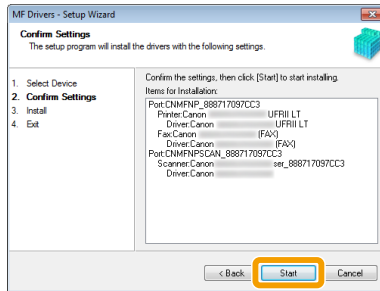 MF Drivers - Setup Wizard
Confirm Settings
The setup program will install the drivers with the following settings.
1. Select Device
2. Confirm Settings
3. Install
4. Exit
Confirm the settings, then click [Start] to start installing.
Items for Installation:
Port:CNMFNP_888717097CC3
Printer:Canon UFRII LT
Driver:Canon UFRII LT
Fax:Canon (FAX)
Driver:Canon (FAX)
Port:CNMFNPSCAN_888717097CC3
Scanner:Canon ser_888717097CC3
Driver:Canon
< Back
Start
Cancel